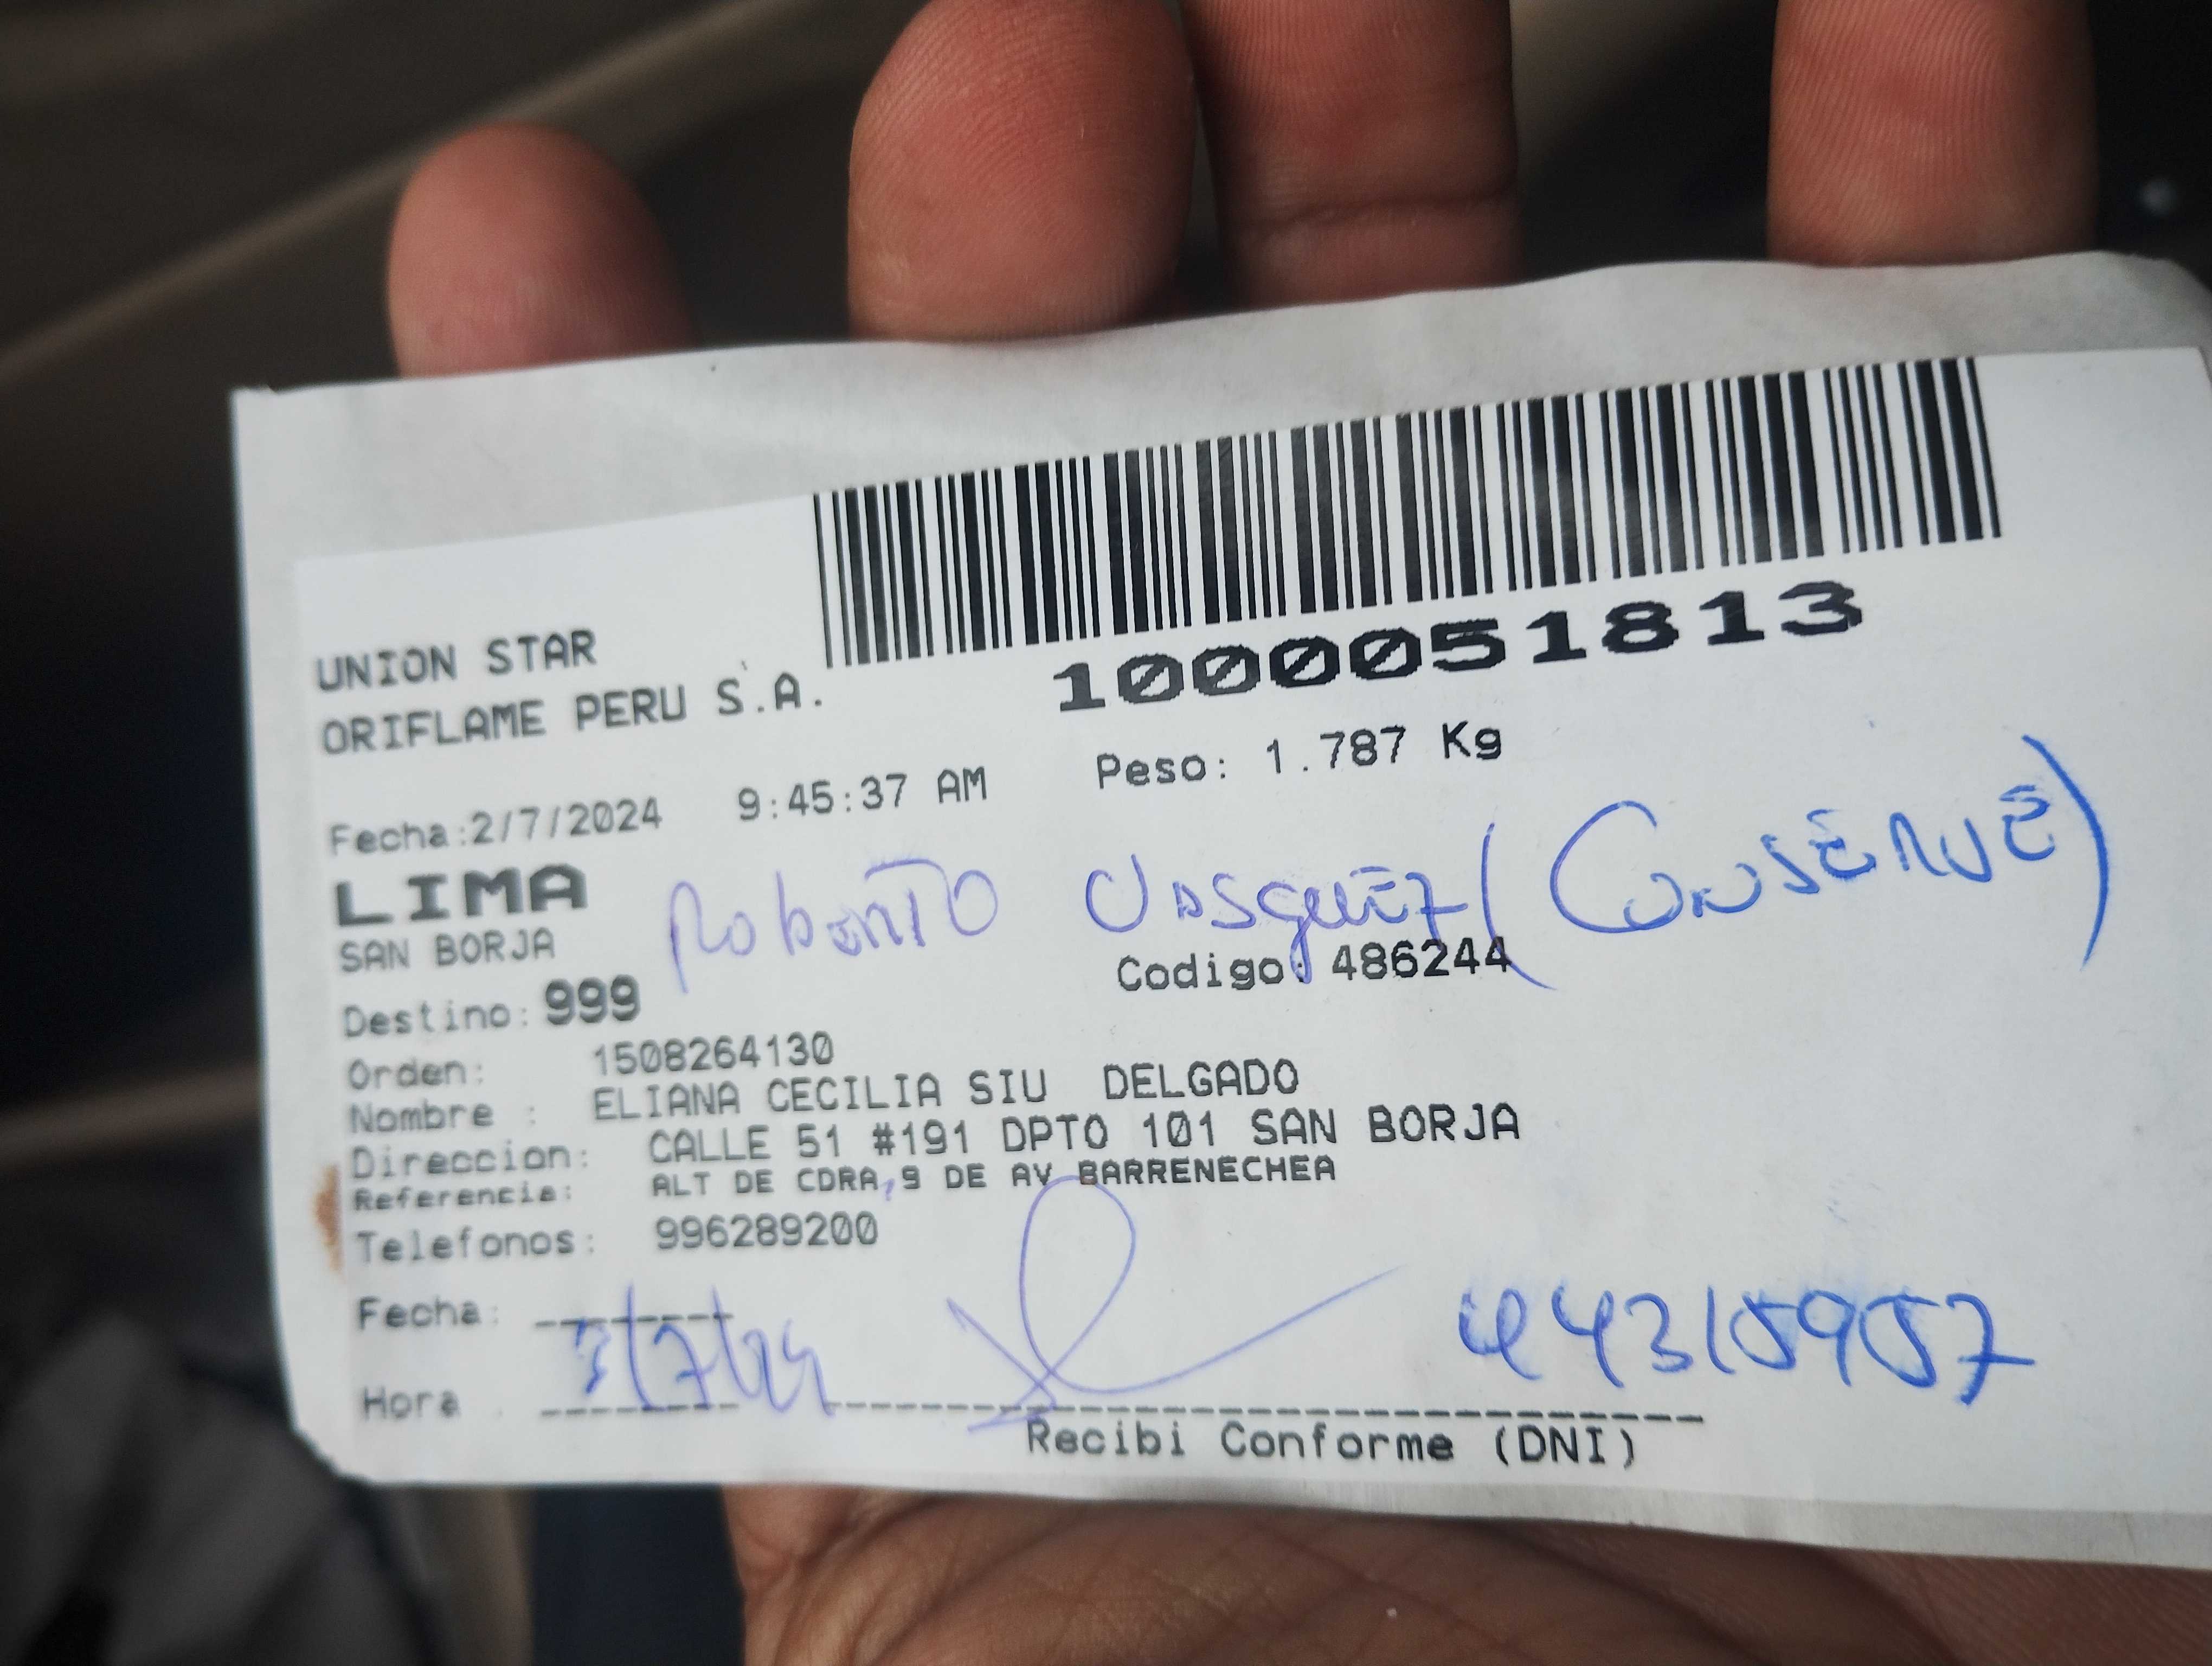 1000051813
UNION STAR
ORIFLAME PERU S.A.
Fecha:2/7/2024 9:45:37 AM Peso: 1.787 Kg
LIMA
Roberto Vasquez (Conserje)
SAN BORJA
Codigo: 486244
Destino: 999
Orden: 1508264130
Nombre : ELIANA CECILIA SIU DELGADO
Direccion: CALLE 51 #191 DPTO 101 SAN BORJA
Referencia: ALT DE CDRA 9 DE AV BARRENECHEA
Telefonos: 996289200
Fecha: 3/7/24
44315957
Hora
Recibi Conforme (DNI)